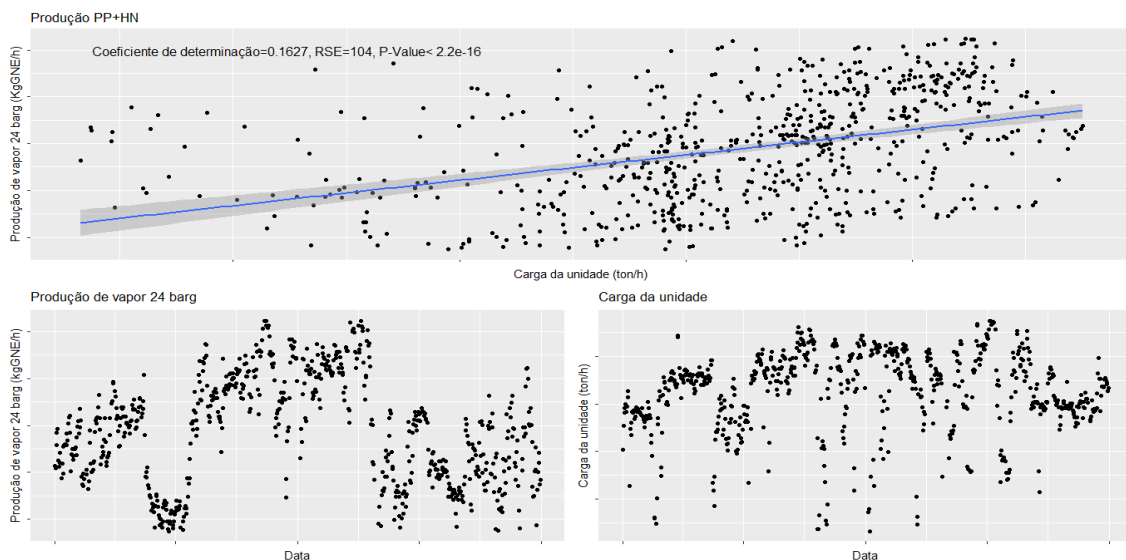 Produção PP+HN
Coeficiente de determinação=0.1627, RSE=104, P-Value< 2.2e-16
Produção de vapor 24 barg (KgGNE/h)
Carga da unidade (ton/h)
Produção de vapor 24 barg
Produção de vapor 24 barg (kgGNE/h)
Data
Carga da unidade
Carga da unidade (ton/h)
Data